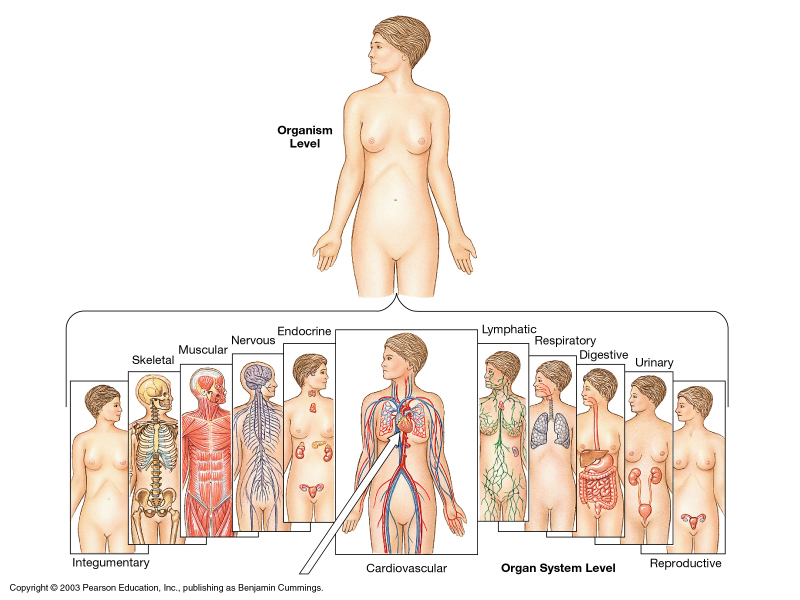 Organism
Level
Endocrine
Lymphatic
Nervous
Respiratory
Muscular
Digestive
Skeletal
Urinary
Integumentary
Cardiovascular
Organ System Level
Reproductive
Copyright © 2003 Pearson Education, Inc., publishing as Benjamin Cummings.